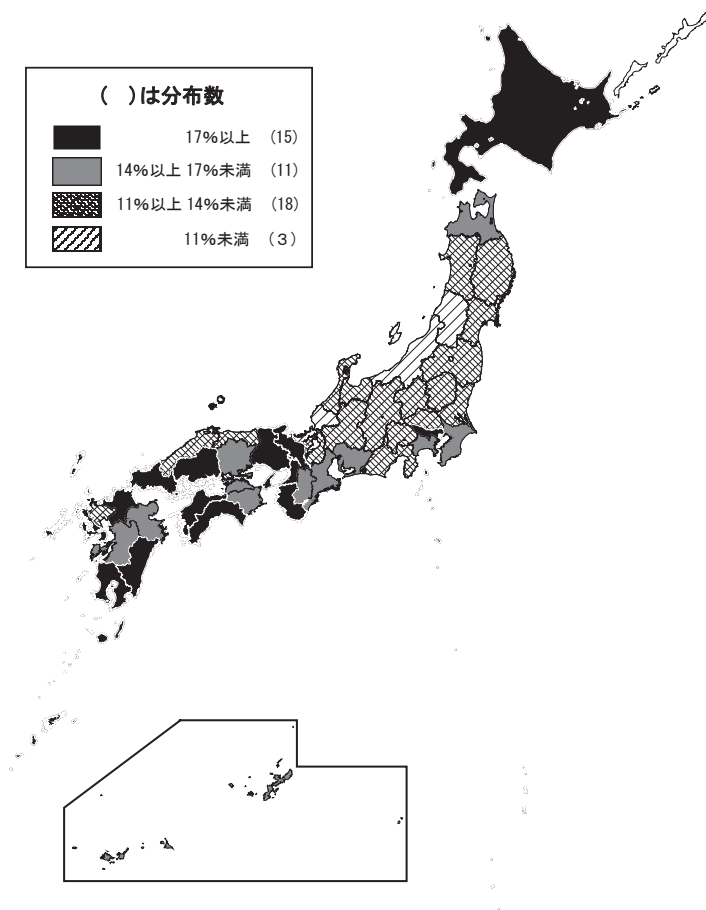 (　)は分布数
17%以上　(15)
14%以上 17%未満　(11)
11%以上 14%未満　(18)
11%未満　(３)